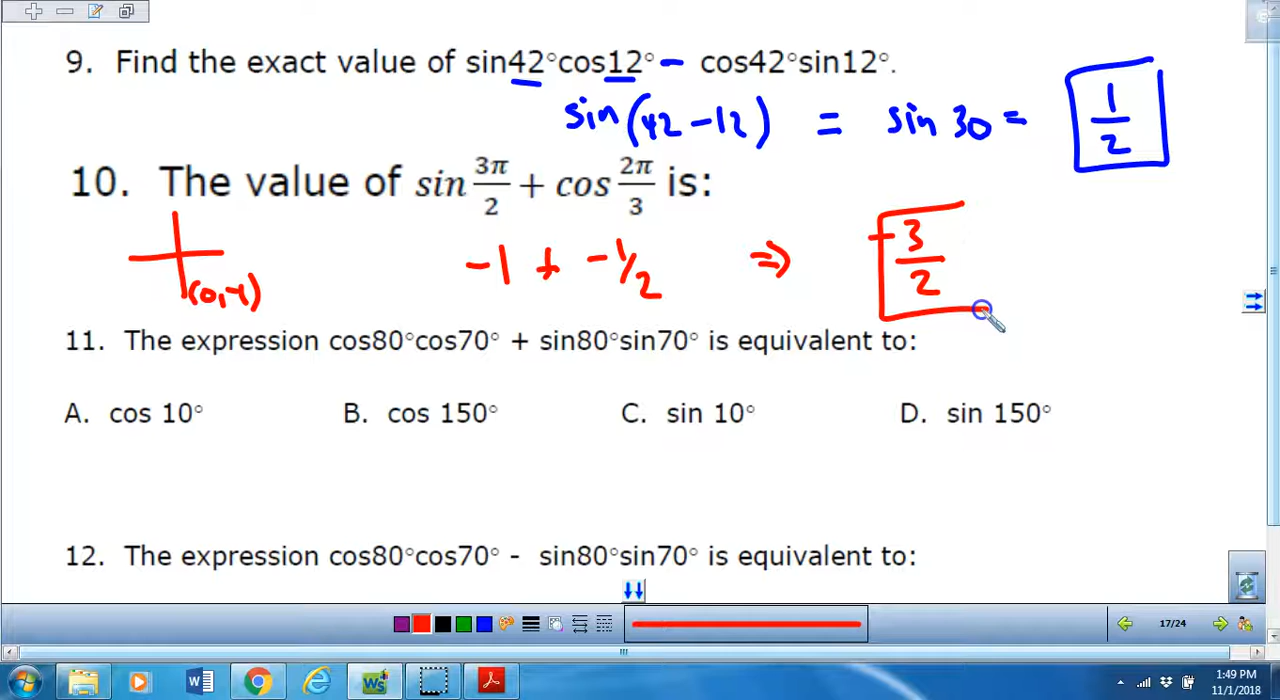 9. Find the exact value of sin42°cos12° − cos42°sin12°.
sin(42 − 12) = sin 30 = 1/2
10. The value of sin 3π/2 + cos 2π/3 is:
(0,-1)
-1 + -1/2 ⇒ -3/2
11. The expression cos80°cos70° + sin80°sin70° is equivalent to:
A. cos 10° B. cos 150° C. sin 10° D. sin 150°
12. The expression cos80°cos70° - sin80°sin70° is equivalent to:
17/24
1:49 PM
11/1/2018